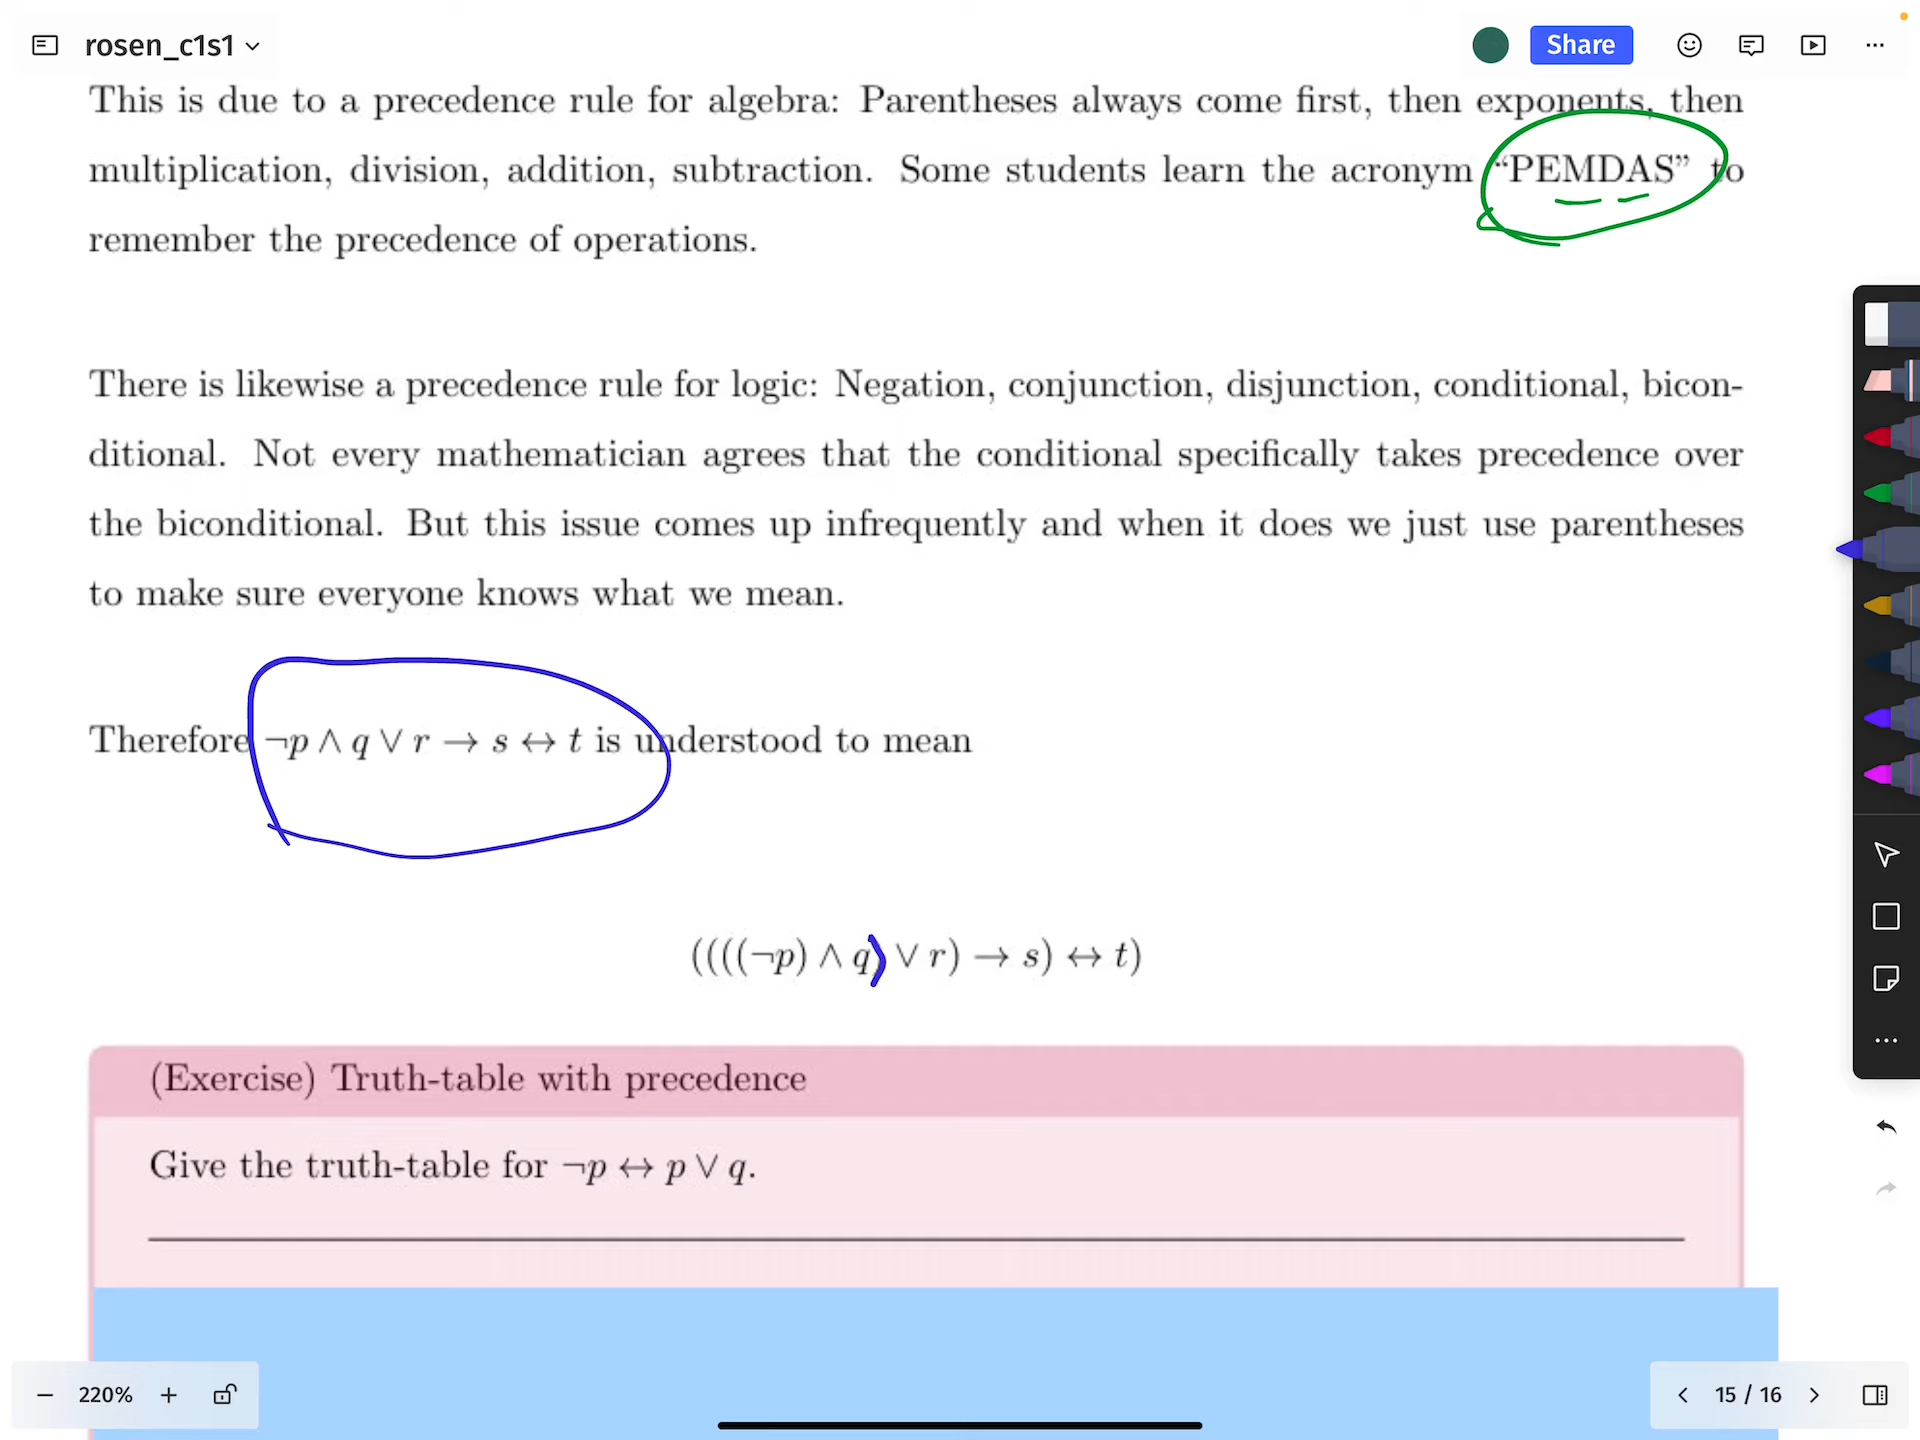 rosen_c1s1
Share
This is due to a precedence rule for algebra: Parentheses always come first, then exponents, then
multiplication, division, addition, subtraction. Some students learn the acronym “PEMDAS” to
remember the precedence of operations.
There is likewise a precedence rule for logic: Negation, conjunction, disjunction, conditional, bicon-
ditional. Not every mathematician agrees that the conditional specifically takes precedence over
the biconditional. But this issue comes up infrequently and when it does we just use parentheses
to make sure everyone knows what we mean.
Therefore ¬p ∧ q ∨ r → s ↔ t is understood to mean
((((¬p) ∧ q) ∨ r) → s) ↔ t)
(Exercise) Truth-table with precedence
Give the truth-table for ¬p ↔ p ∨ q.
220%
15 / 16